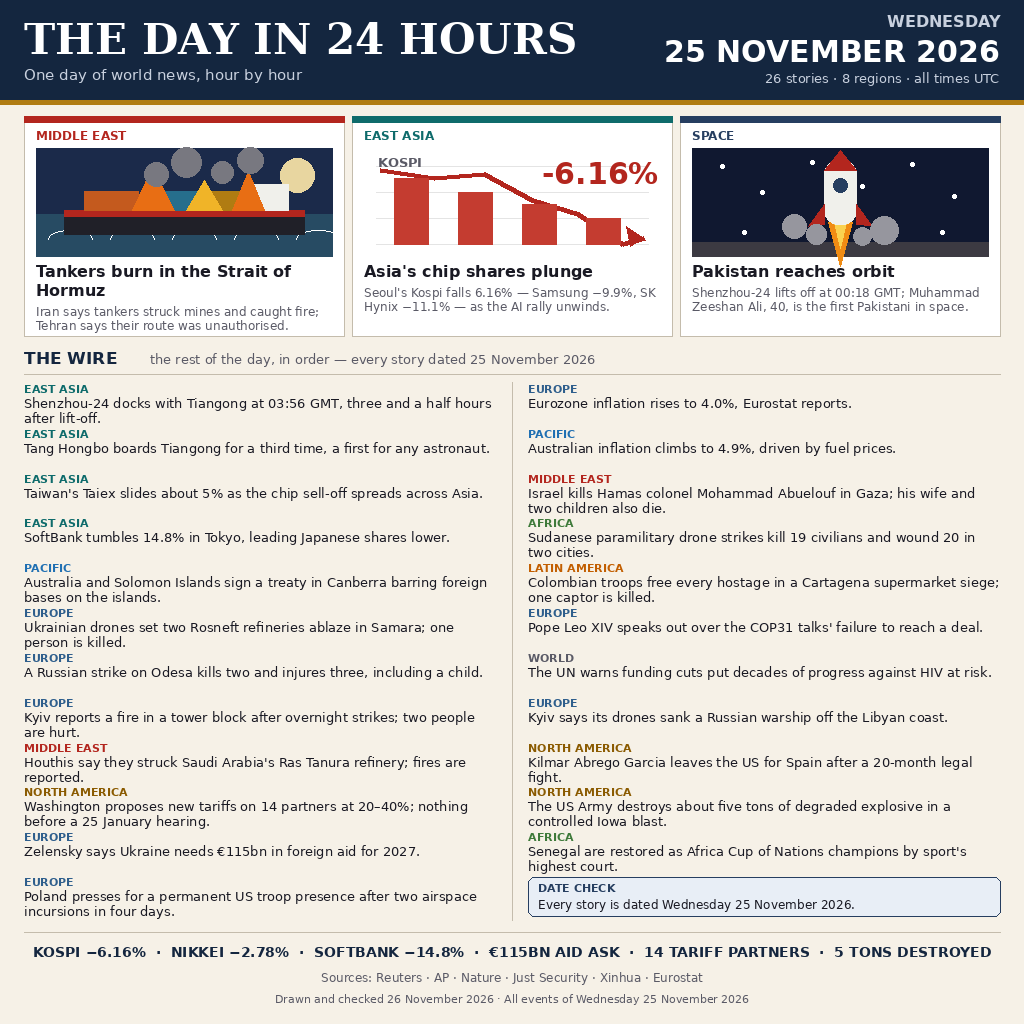 THE DAY IN 24 HOURS
One day of world news, hour by hour
WEDNESDAY
25 NOVEMBER 2026
26 stories · 8 regions · all times UTC
MIDDLE EAST
Tankers burn in the Strait of
Hormuz
Iran says tankers struck mines and caught fire;
Tehran says their route was unauthorised.
EAST ASIA
KOSPI
-6.16%
Asia's chip shares plunge
Seoul's Kospi falls 6.16% — Samsung −9.9%, SK
Hynix −11.1% — as the AI rally unwinds.
SPACE
Pakistan reaches orbit
Shenzhou-24 lifts off at 00:18 GMT; Muhammad
Zeeshan Ali, 40, is the first Pakistani in space.
THE WIRE
the rest of the day, in order — every story dated 25 November 2026
EAST ASIA
Shenzhou-24 docks with Tiangong at 03:56 GMT, three and a half hours
after lift-off.
EAST ASIA
Tang Hongbo boards Tiangong for a third time, a first for any astronaut.
EAST ASIA
Taiwan's Taiex slides about 5% as the chip sell-off spreads across Asia.
EAST ASIA
SoftBank tumbles 14.8% in Tokyo, leading Japanese shares lower.
PACIFIC
Australia and Solomon Islands sign a treaty in Canberra barring foreign
bases on the islands.
EUROPE
Ukrainian drones set two Rosneft refineries ablaze in Samara; one
person is killed.
EUROPE
A Russian strike on Odesa kills two and injures three, including a child.
EUROPE
Kyiv reports a fire in a tower block after overnight strikes; two people
are hurt.
MIDDLE EAST
Houthis say they struck Saudi Arabia's Ras Tanura refinery; fires are
reported.
NORTH AMERICA
Washington proposes new tariffs on 14 partners at 20–40%; nothing
before a 25 January hearing.
EUROPE
Zelensky says Ukraine needs €115bn in foreign aid for 2027.
EUROPE
Poland presses for a permanent US troop presence after two airspace
incursions in four days.
EUROPE
Eurozone inflation rises to 4.0%, Eurostat reports.
PACIFIC
Australian inflation climbs to 4.9%, driven by fuel prices.
MIDDLE EAST
Israel kills Hamas colonel Mohammad Abuelouf in Gaza; his wife and
two children also die.
AFRICA
Sudanese paramilitary drone strikes kill 19 civilians and wound 20 in
two cities.
LATIN AMERICA
Colombian troops free every hostage in a Cartagena supermarket siege;
one captor is killed.
EUROPE
Pope Leo XIV speaks out over the COP31 talks' failure to reach a deal.
WORLD
The UN warns funding cuts put decades of progress against HIV at risk.
EUROPE
Kyiv says its drones sank a Russian warship off the Libyan coast.
NORTH AMERICA
Kilmar Abrego Garcia leaves the US for Spain after a 20-month legal
fight.
NORTH AMERICA
The US Army destroys about five tons of degraded explosive in a
controlled Iowa blast.
AFRICA
Senegal are restored as Africa Cup of Nations champions by sport's
highest court.
DATE CHECK
Every story is dated Wednesday 25 November 2026.
KOSPI −6.16% · NIKKEI −2.78% · SOFTBANK −14.8% · €115BN AID ASK · 14 TARIFF PARTNERS · 5 TONS DESTROYED
Sources: Reuters · AP · Nature · Just Security · Xinhua · Eurostat
Drawn and checked 26 November 2026 · All events of Wednesday 25 November 2026